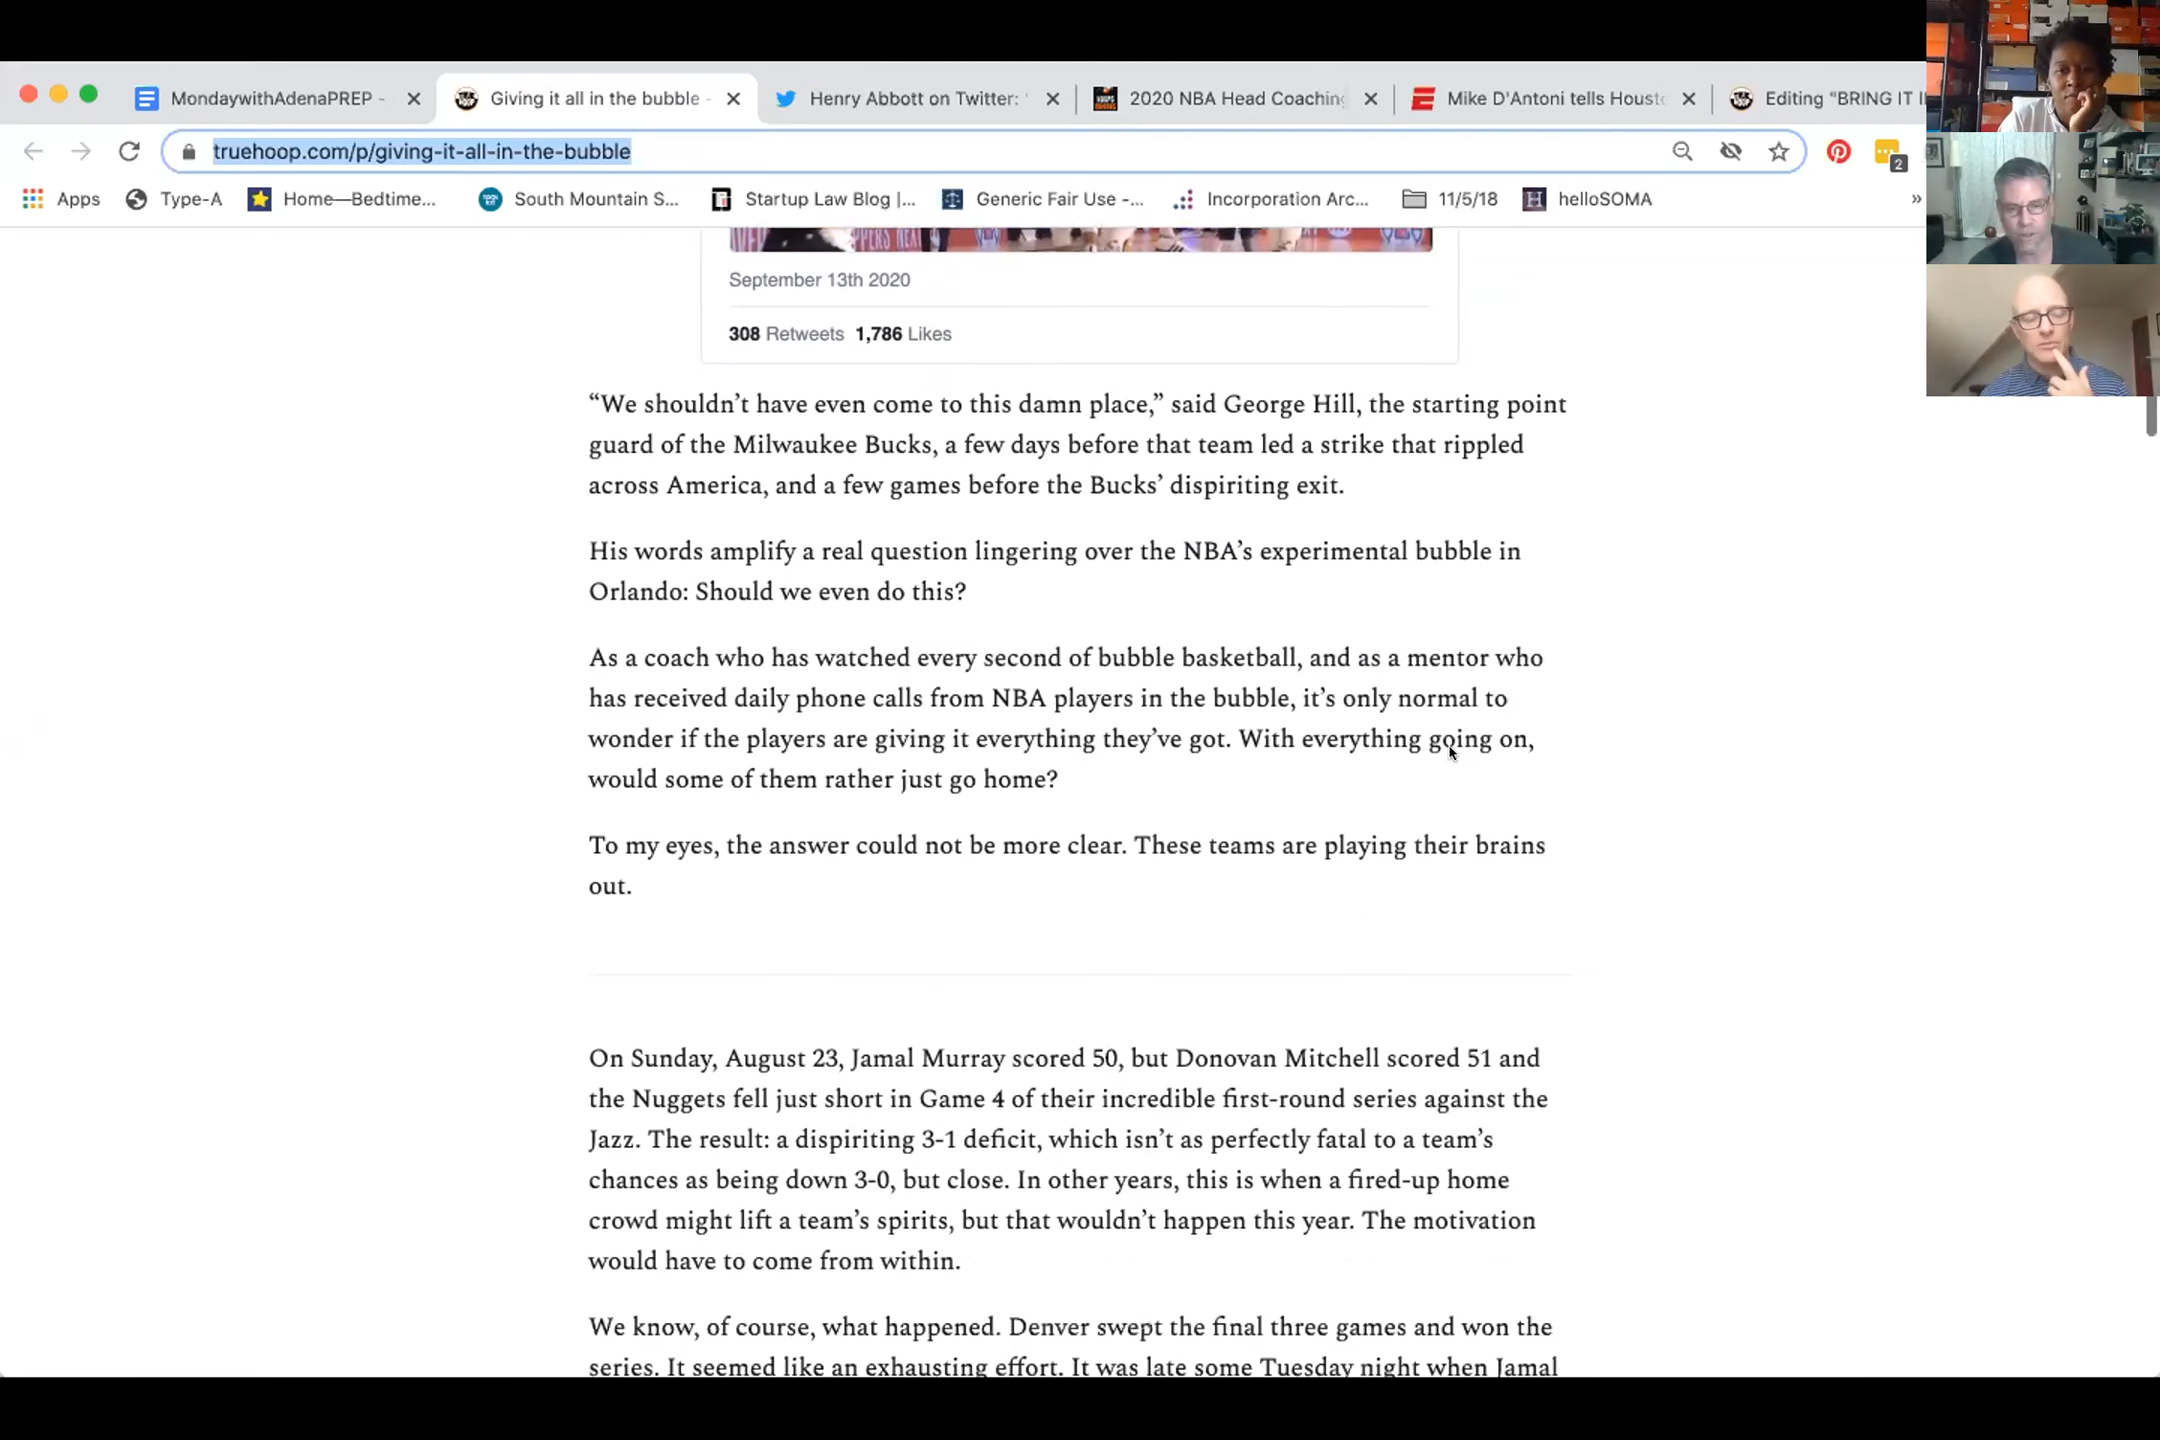 MondaywithAdenaPREP -
Giving it all in the bubble -
Henry Abbott on Twitter: '
2020 NBA Head Coaching
Mike D'Antoni tells Houst
Editing "BRING IT I
truehoop.com/p/giving-it-all-in-the-bubble
2
Apps
Type-A
Home—Bedtime...
South Mountain S...
Startup Law Blog |...
Generic Fair Use -...
Incorporation Arc...
11/5/18
helloSOMA
»
September 13th 2020
308 Retweets 1,786 Likes
“We shouldn’t have even come to this damn place,” said George Hill, the starting point
guard of the Milwaukee Bucks, a few days before that team led a strike that rippled
across America, and a few games before the Bucks’ dispiriting exit.
His words amplify a real question lingering over the NBA’s experimental bubble in
Orlando: Should we even do this?
As a coach who has watched every second of bubble basketball, and as a mentor who
has received daily phone calls from NBA players in the bubble, it’s only normal to
wonder if the players are giving it everything they’ve got. With everything going on,
would some of them rather just go home?
To my eyes, the answer could not be more clear. These teams are playing their brains
out.
On Sunday, August 23, Jamal Murray scored 50, but Donovan Mitchell scored 51 and
the Nuggets fell just short in Game 4 of their incredible first-round series against the
Jazz. The result: a dispiriting 3-1 deficit, which isn’t as perfectly fatal to a team’s
chances as being down 3-0, but close. In other years, this is when a fired-up home
crowd might lift a team’s spirits, but that wouldn’t happen this year. The motivation
would have to come from within.
We know, of course, what happened. Denver swept the final three games and won the
series. It seemed like an exhausting effort. It was late some Tuesday night when Jamal